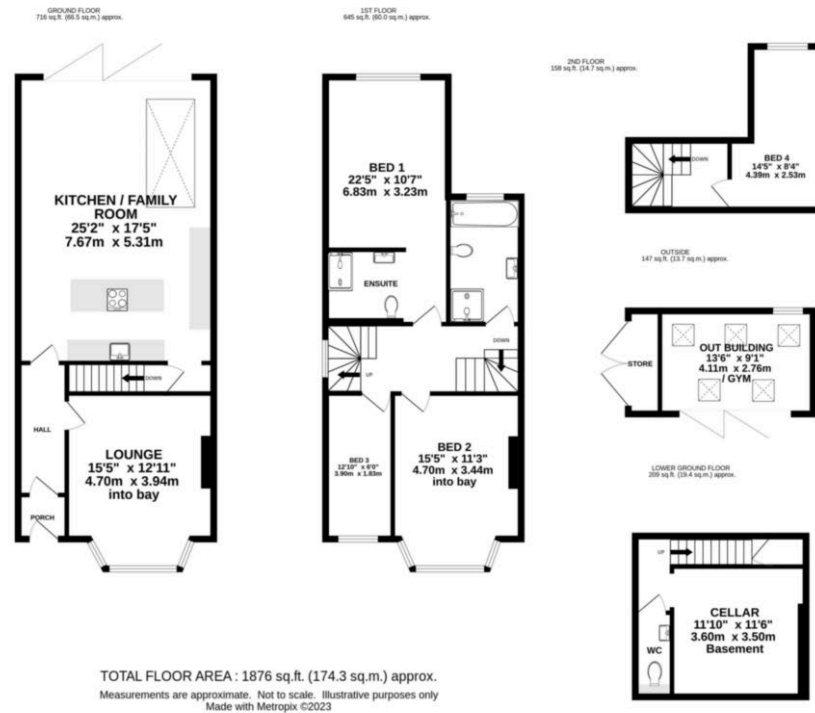 GROUND FLOOR
716 sq.ft. (66.5 sq.m.) approx.
KITCHEN / FAMILY
ROOM
25'2" x 17'5"
7.67m x 5.31m
DOWN
HALL
LOUNGE
15'5" x 12'11"
4.70m x 3.94m
into bay
PORCH
1ST FLOOR
645 sq.ft. (60.0 sq.m.) approx.
BED 1
22'5" x 10'7"
6.83m x 3.23m
ENSUITE
DOWN
UP
BED 3
12'10" x 6'0"
3.90m x 1.83m
BED 2
15'5" x 11'3"
4.70m x 3.44m
into bay
2ND FLOOR
158 sq.ft. (14.7 sq.m.) approx.
DOWN
BED 4
14'5" x 8'4"
4.39m x 2.53m
OUTSIDE
147 sq.ft. (13.7 sq.m.) approx.
STORE
OUT BUILDING
13'6" x 9'1"
4.11m x 2.76m
/ GYM
LOWER GROUND FLOOR
209 sq.ft. (19.4 sq.m.) approx.
UP
CELLAR
11'10" x 11'6"
3.60m x 3.50m
Basement
WC
TOTAL FLOOR AREA : 1876 sq.ft. (174.3 sq.m.) approx.
Measurements are approximate. Not to scale. Illustrative purposes only
Made with Metropix ©2023